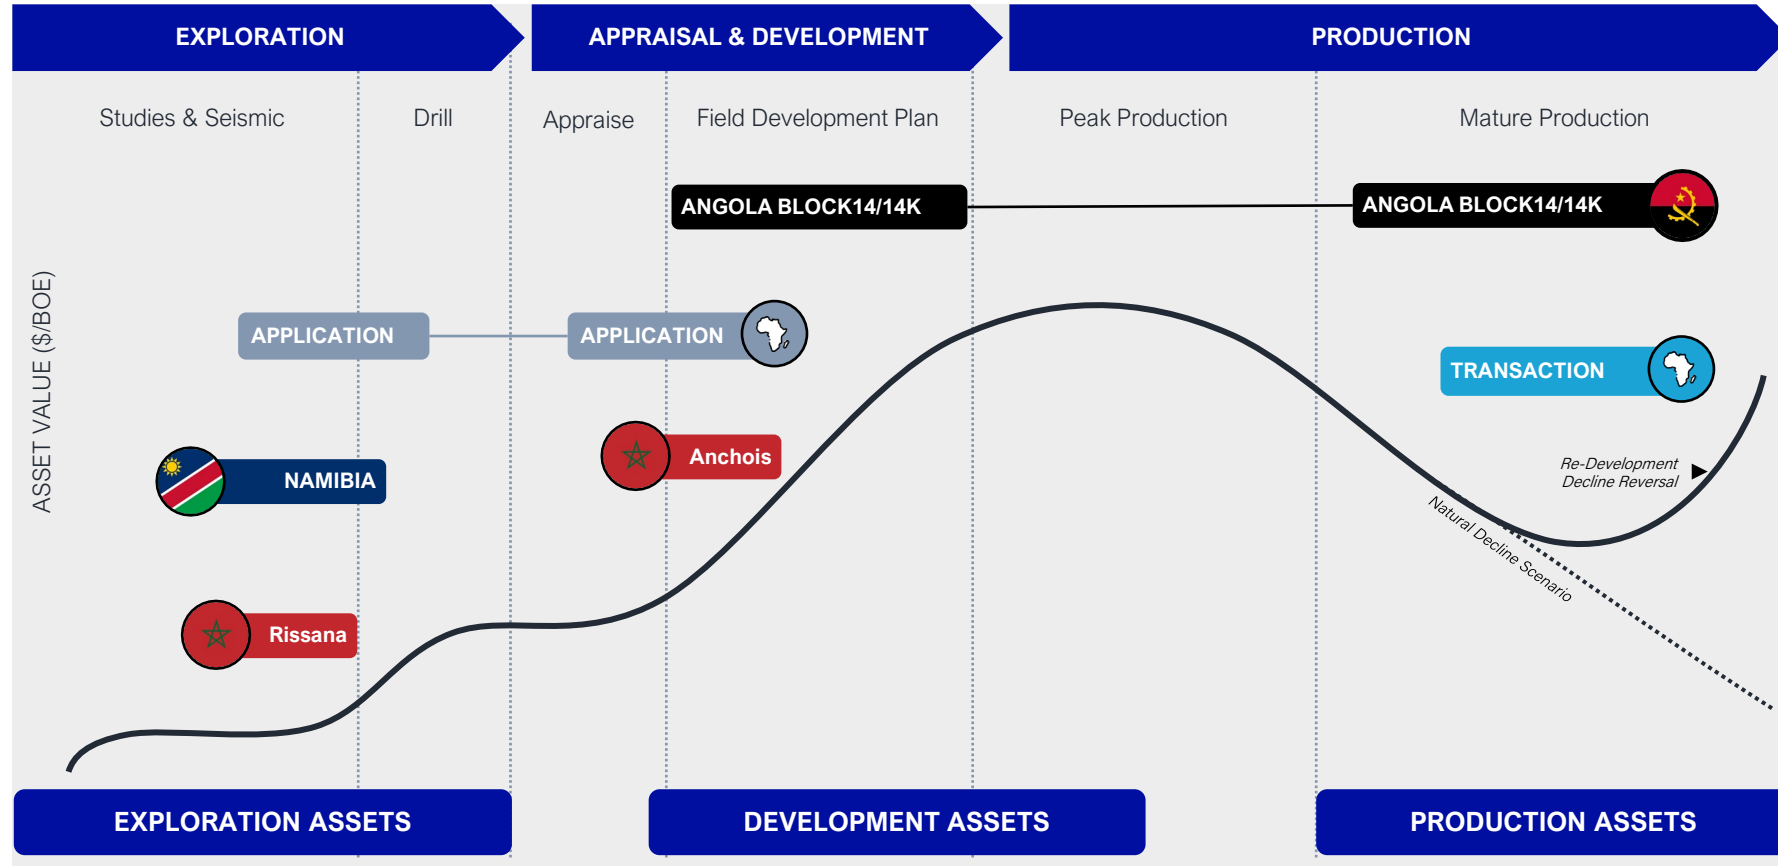 EXPLORATION
APPRAISAL & DEVELOPMENT
PRODUCTION
Studies & Seismic
Drill
Appraise
Field Development Plan
Peak Production
Mature Production
ANGOLA BLOCK14/14K
ANGOLA BLOCK14/14K
ASSET VALUE ($/BOE)
APPLICATION
APPLICATION
TRANSACTION
NAMIBIA
Anchois
Re-Development
Decline Reversal
Natural Decline Scenario
Rissana
EXPLORATION ASSETS
DEVELOPMENT ASSETS
PRODUCTION ASSETS